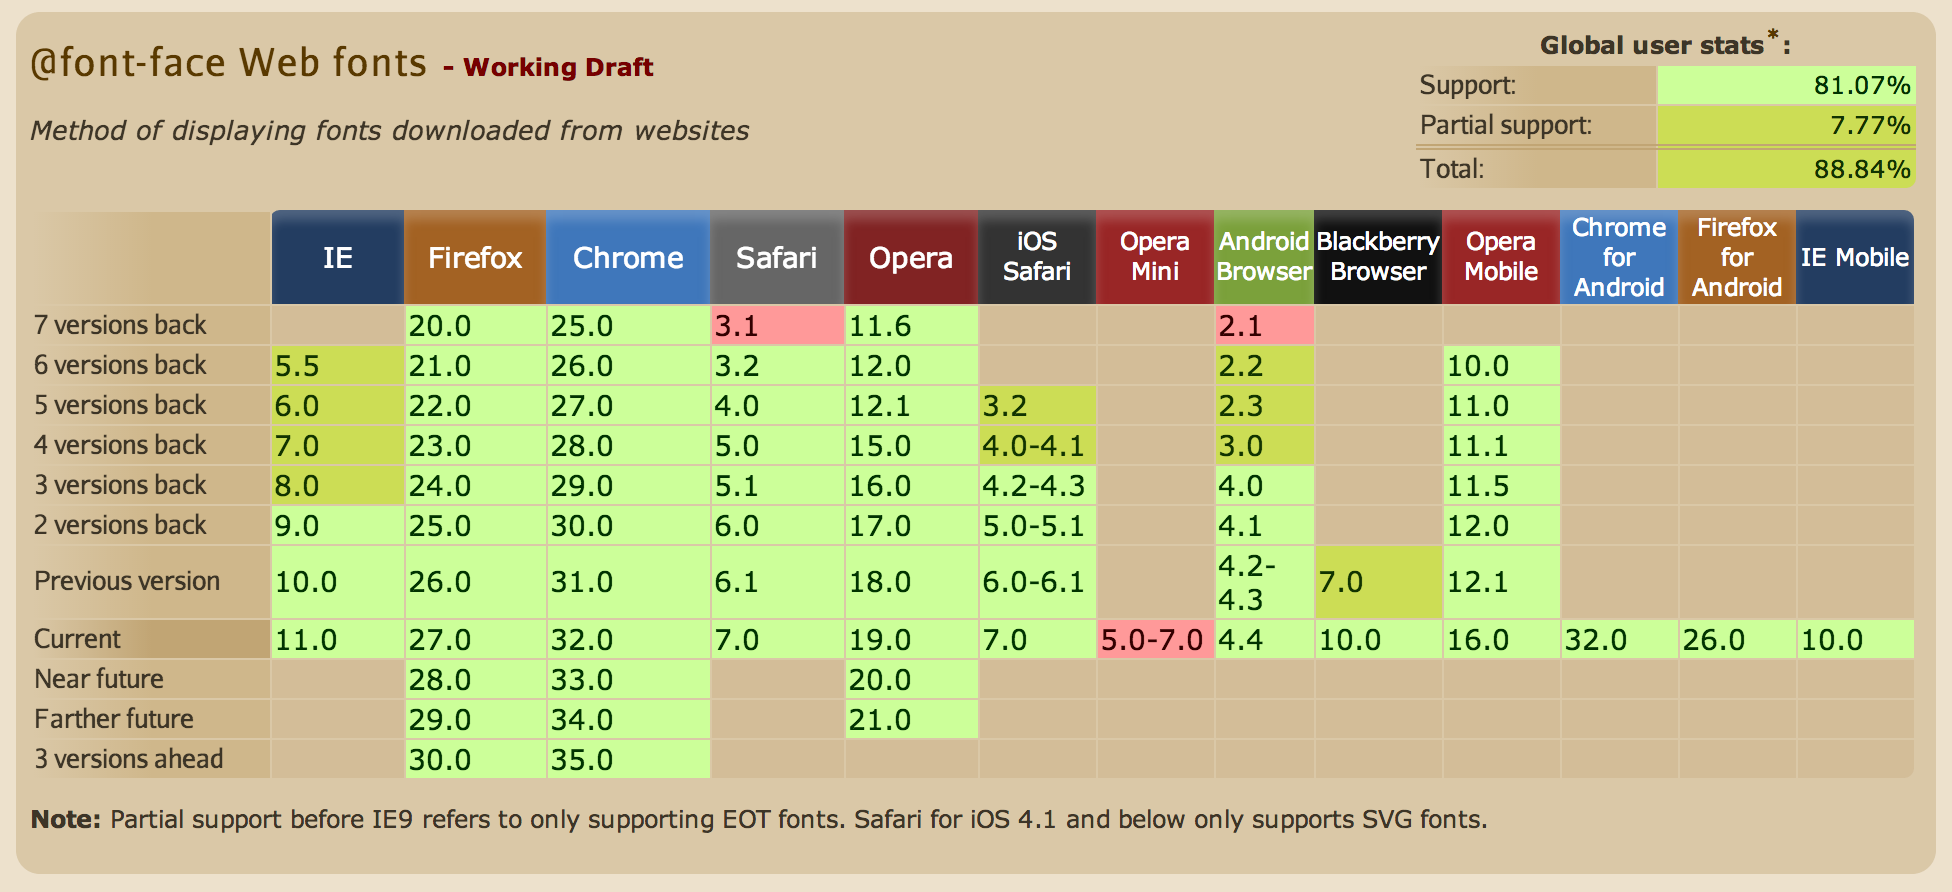 @font-face Web fonts - Working Draft
Global user stats*:
Support: 81.07%
Method of displaying fonts downloaded from websites
Partial support: 7.77%
Total: 88.84%
IE Firefox Chrome Safari Opera iOS Safari Opera Mini Android Browser Blackberry Browser Opera Mobile Chrome for Android Firefox for Android IE Mobile
7 versions back 20.0 25.0 3.1 11.6 2.1
6 versions back 5.5 21.0 26.0 3.2 12.0 2.2 10.0
5 versions back 6.0 22.0 27.0 4.0 12.1 3.2 2.3 11.0
4 versions back 7.0 23.0 28.0 5.0 15.0 4.0-4.1 3.0 11.1
3 versions back 8.0 24.0 29.0 5.1 16.0 4.2-4.3 4.0 11.5
2 versions back 9.0 25.0 30.0 6.0 17.0 5.0-5.1 4.1 12.0
Previous version 10.0 26.0 31.0 6.1 18.0 6.0-6.1 4.2-4.3 7.0 12.1
Current 11.0 27.0 32.0 7.0 19.0 7.0 5.0-7.0 4.4 10.0 16.0 32.0 26.0 10.0
Near future 28.0 33.0 20.0
Farther future 29.0 34.0 21.0
3 versions ahead 30.0 35.0
Note: Partial support before IE9 refers to only supporting EOT fonts. Safari for iOS 4.1 and below only supports SVG fonts.